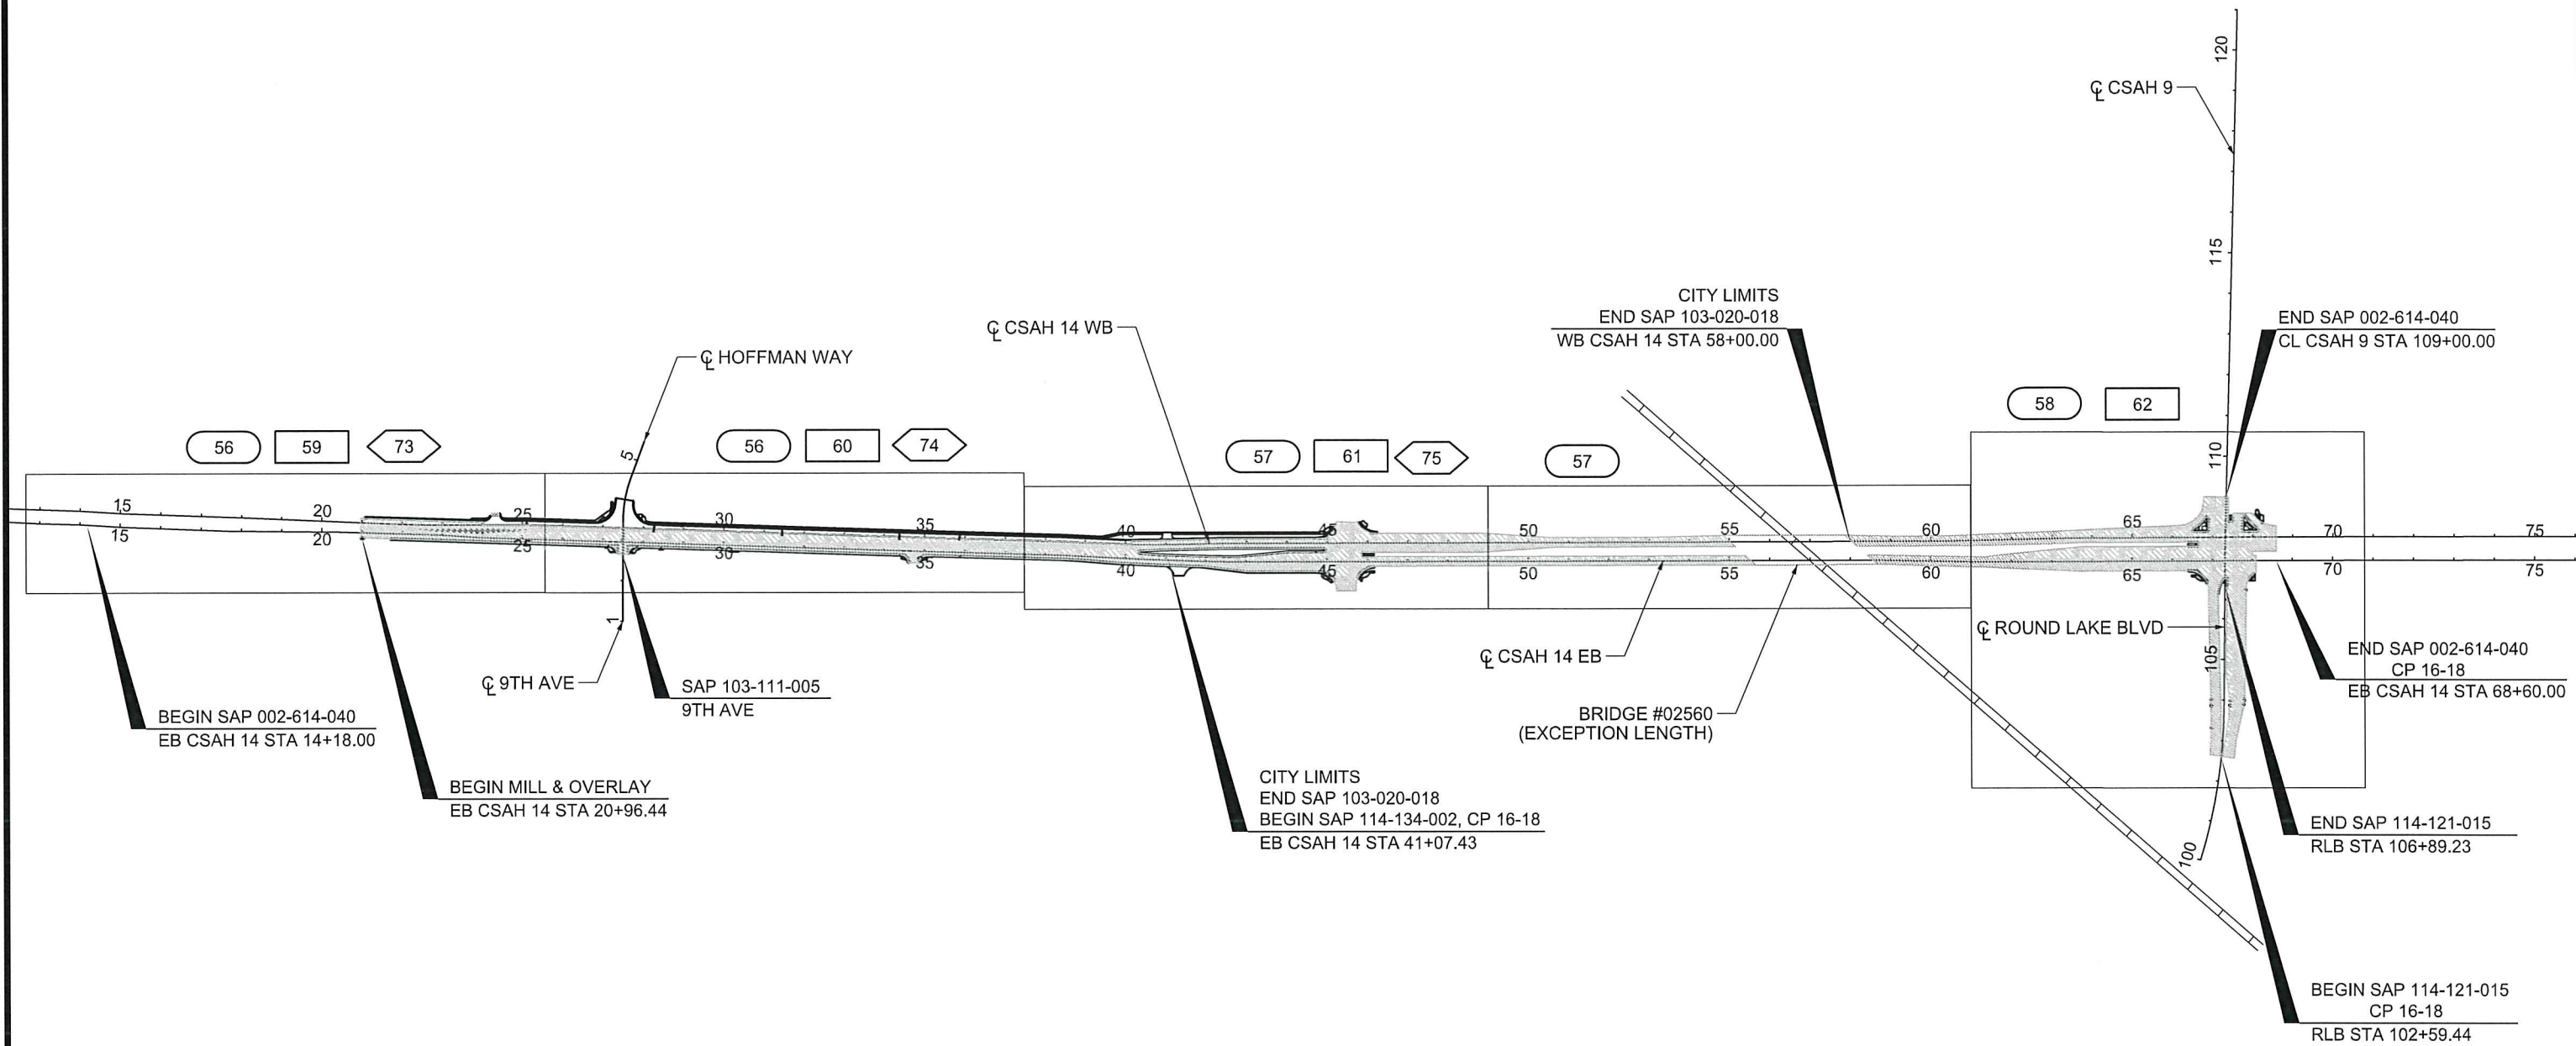 120
℄ CSAH 9
115
CITY LIMITS
END SAP 103-020-018
WB CSAH 14 STA 58+00.00
END SAP 002-614-040
CL CSAH 9 STA 109+00.00
℄ CSAH 14 WB
℄ HOFFMAN WAY
58
62
56
59
73
56
60
74
57
61
75
57
110
5
15
20
25
30
35
40
45
50
55
60
65
70
75
15
20
25
30
35
40
45
50
55
60
65
70
75
1
℄ 9TH AVE
SAP 103-111-005
9TH AVE
℄ CSAH 14 EB
℄ ROUND LAKE BLVD
105
END SAP 002-614-040
CP 16-18
EB CSAH 14 STA 68+60.00
BEGIN SAP 002-614-040
EB CSAH 14 STA 14+18.00
BRIDGE #02560
(EXCEPTION LENGTH)
BEGIN MILL & OVERLAY
EB CSAH 14 STA 20+96.44
CITY LIMITS
END SAP 103-020-018
BEGIN SAP 114-134-002, CP 16-18
EB CSAH 14 STA 41+07.43
END SAP 114-121-015
RLB STA 106+89.23
100
BEGIN SAP 114-121-015
CP 16-18
RLB STA 102+59.44